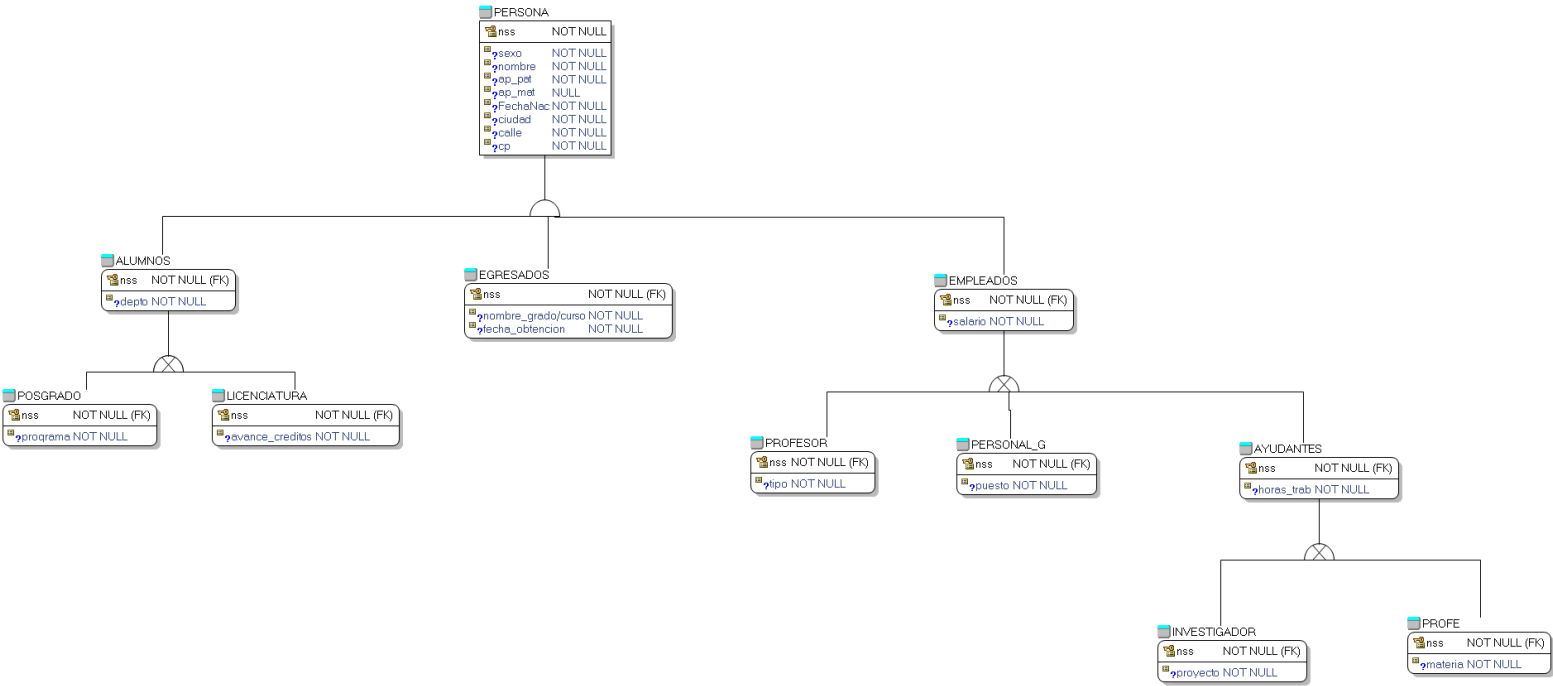 PERSONA
nss NOT NULL
sexo NOT NULL
nombre NOT NULL
ap_pat NOT NULL
ap_mat NULL
FechaNac NOT NULL
ciudad NOT NULL
calle NOT NULL
cp NOT NULL
ALUMNOS
nss NOT NULL (FK)
depto NOT NULL
EGRESADOS
nss NOT NULL (FK)
nombre_grado/curso NOT NULL
fecha_obtencion NOT NULL
EMPLEADOS
nss NOT NULL (FK)
salario NOT NULL
POSGRADO
nss NOT NULL (FK)
programa NOT NULL
LICENCIATURA
nss NOT NULL (FK)
avance_creditos NOT NULL
PROFESOR
nss NOT NULL (FK)
tipo NOT NULL
PERSONAL_G
nss NOT NULL (FK)
puesto NOT NULL
AYUDANTES
nss NOT NULL (FK)
horas_trab NOT NULL
INVESTIGADOR
nss NOT NULL (FK)
proyecto NOT NULL
PROFE
nss NOT NULL (FK)
materia NOT NULL